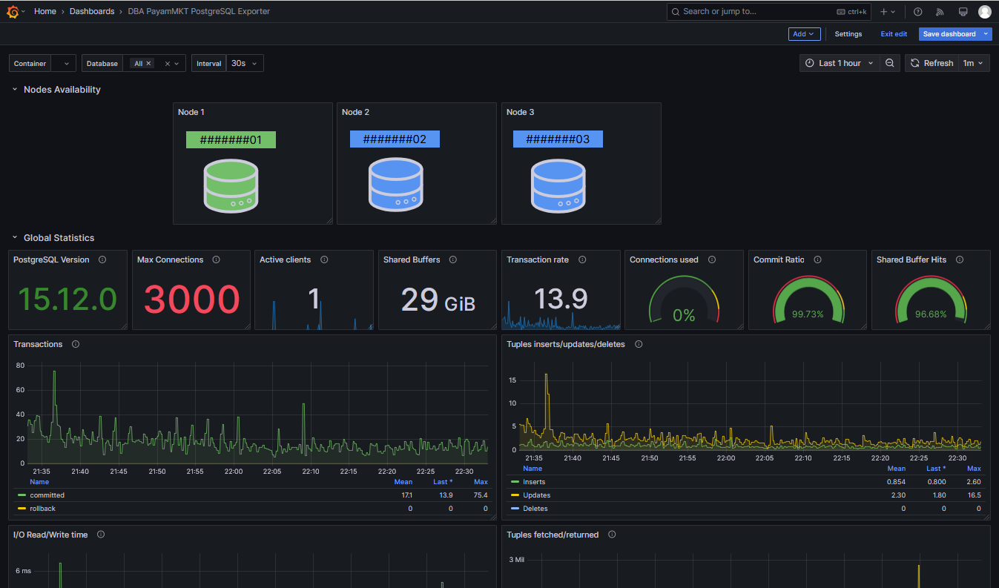 Home › Dashboards › DBA PayamMKT PostgreSQL Exporter
Search or jump to... ctrl+k
Add Settings Exit edit Save dashboard
Container Database All × × Interval 30s Last 1 hour Refresh 1m
Nodes Availability
Node 1 Node 2 Node 3
#######01 #######02 #######03
Global Statistics
PostgreSQL Version Max Connections Active clients Shared Buffers Transaction rate Connections used Commit Ratio Shared Buffer Hits
15.12.0 3000 1 29 GiB 13.9 0% 99.73% 96.68%
Transactions
80
60
40
20
0
21:35 21:40 21:45 21:50 21:55 22:00 22:05 22:10 22:15 22:20 22:25 22:30
Name Mean Last * Max
committed 17.1 13.9 75.4
rollback 0 0 0
Tuples inserts/updates/deletes
15
10
5
0
21:35 21:40 21:45 21:50 21:55 22:00 22:05 22:10 22:15 22:20 22:25 22:30
Name Mean Last * Max
Inserts 0.854 0.800 2.60
Updates 2.30 1.80 16.5
Deletes 0 0 0
I/O Read/Write time
6 ms
Tuples fetched/returned
3 Mil